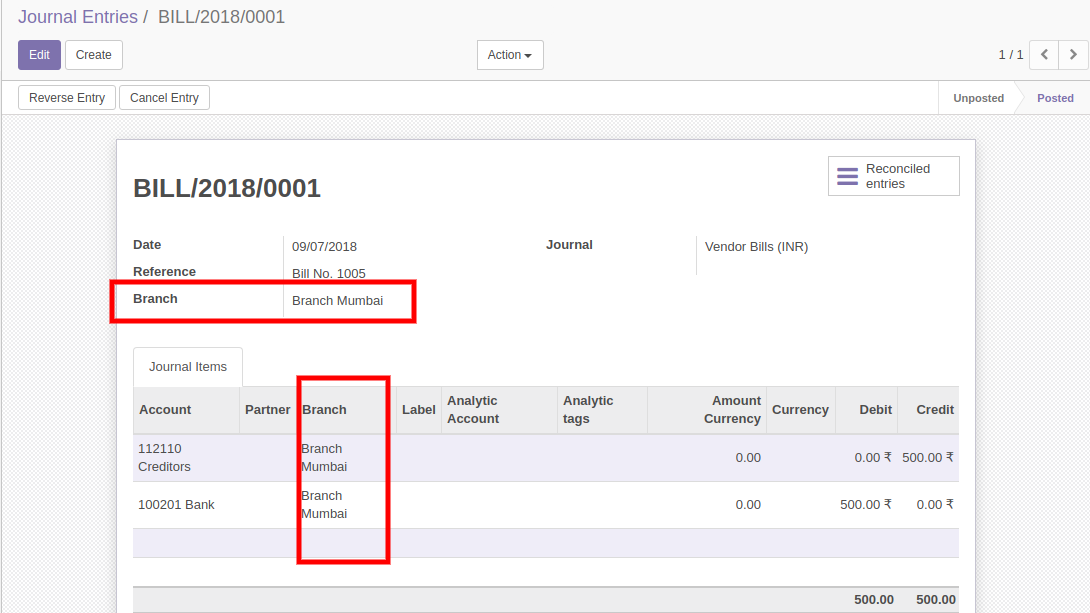 Journal Entries / BILL/2018/0001
Edit Create Action 1 / 1
Reverse Entry Cancel Entry Unposted Posted
Reconciled
entries
BILL/2018/0001
Date 09/07/2018 Journal Vendor Bills (INR)
Reference Bill No. 1005
Branch Branch Mumbai
Journal Items
Account Partner Branch Label Analytic Account Analytic tags Amount Currency Currency Debit Credit
112110 Creditors Branch Mumbai 0.00 0.00 ₹ 500.00 ₹
100201 Bank Branch Mumbai 0.00 500.00 ₹ 0.00 ₹
500.00 500.00